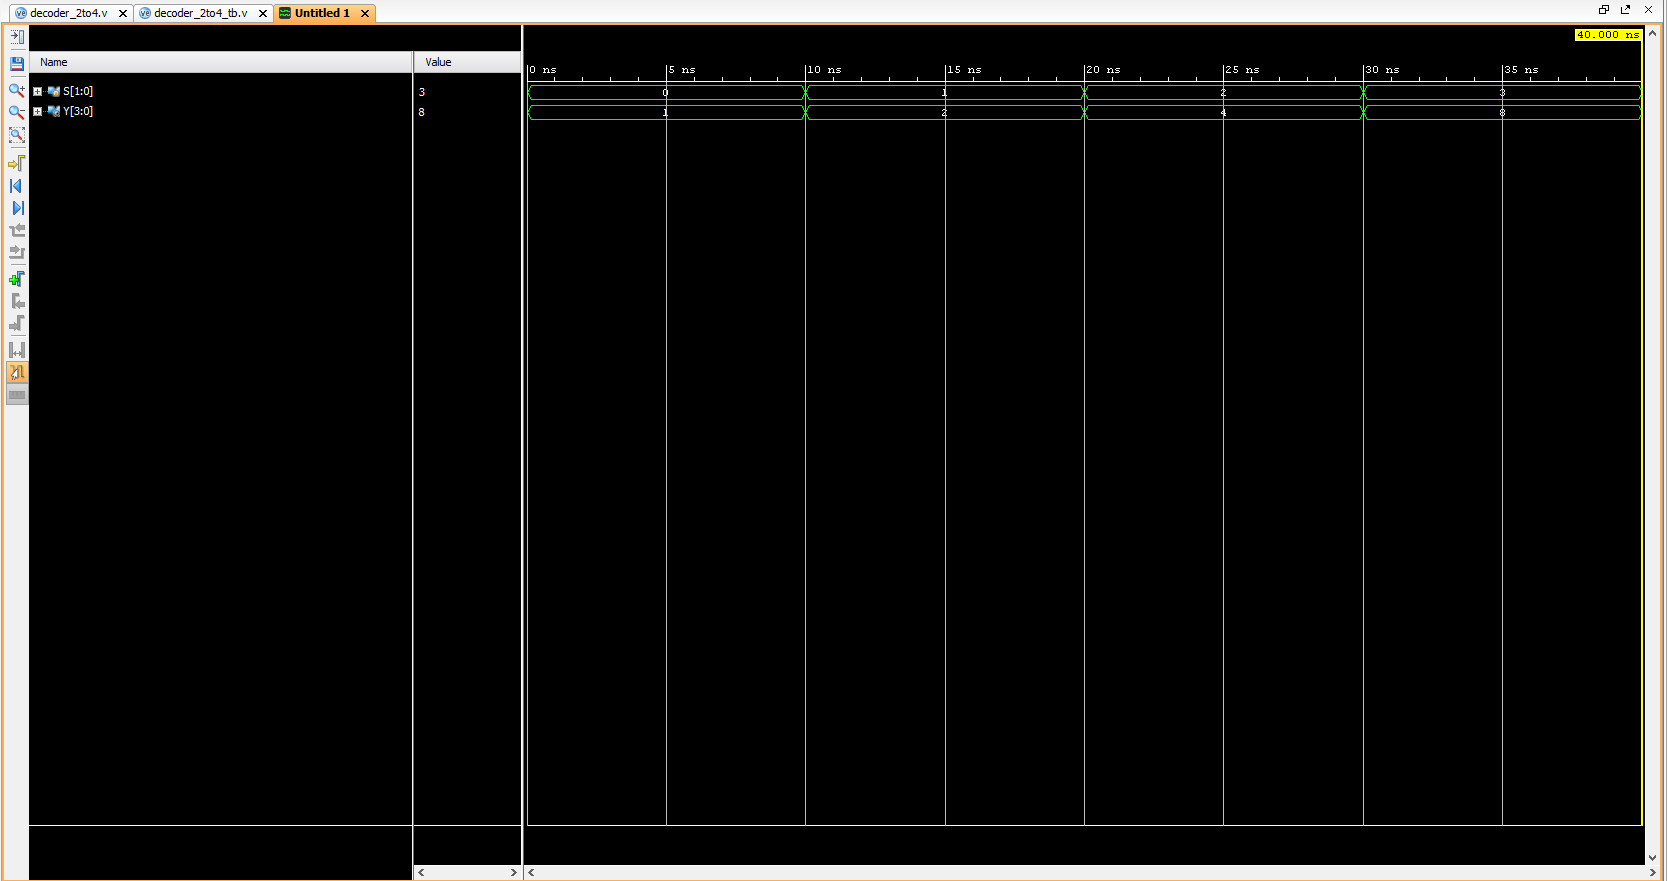 decoder_2to4.v decoder_2to4_tb.v Untitled 1
40.000 ns
Name Value
0 ns 5 ns 10 ns 15 ns 20 ns 25 ns 30 ns 35 ns
S[1:0] 3 0 1 2 3
Y[3:0] 8 1 2 4 8